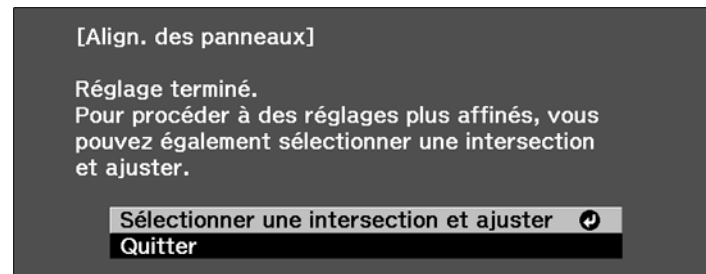 [Align. des panneaux]
Réglage terminé.
Pour procéder à des réglages plus affinés, vous
pouvez également sélectionner une intersection
et ajuster.
Sélectionner une intersection et ajuster
Quitter